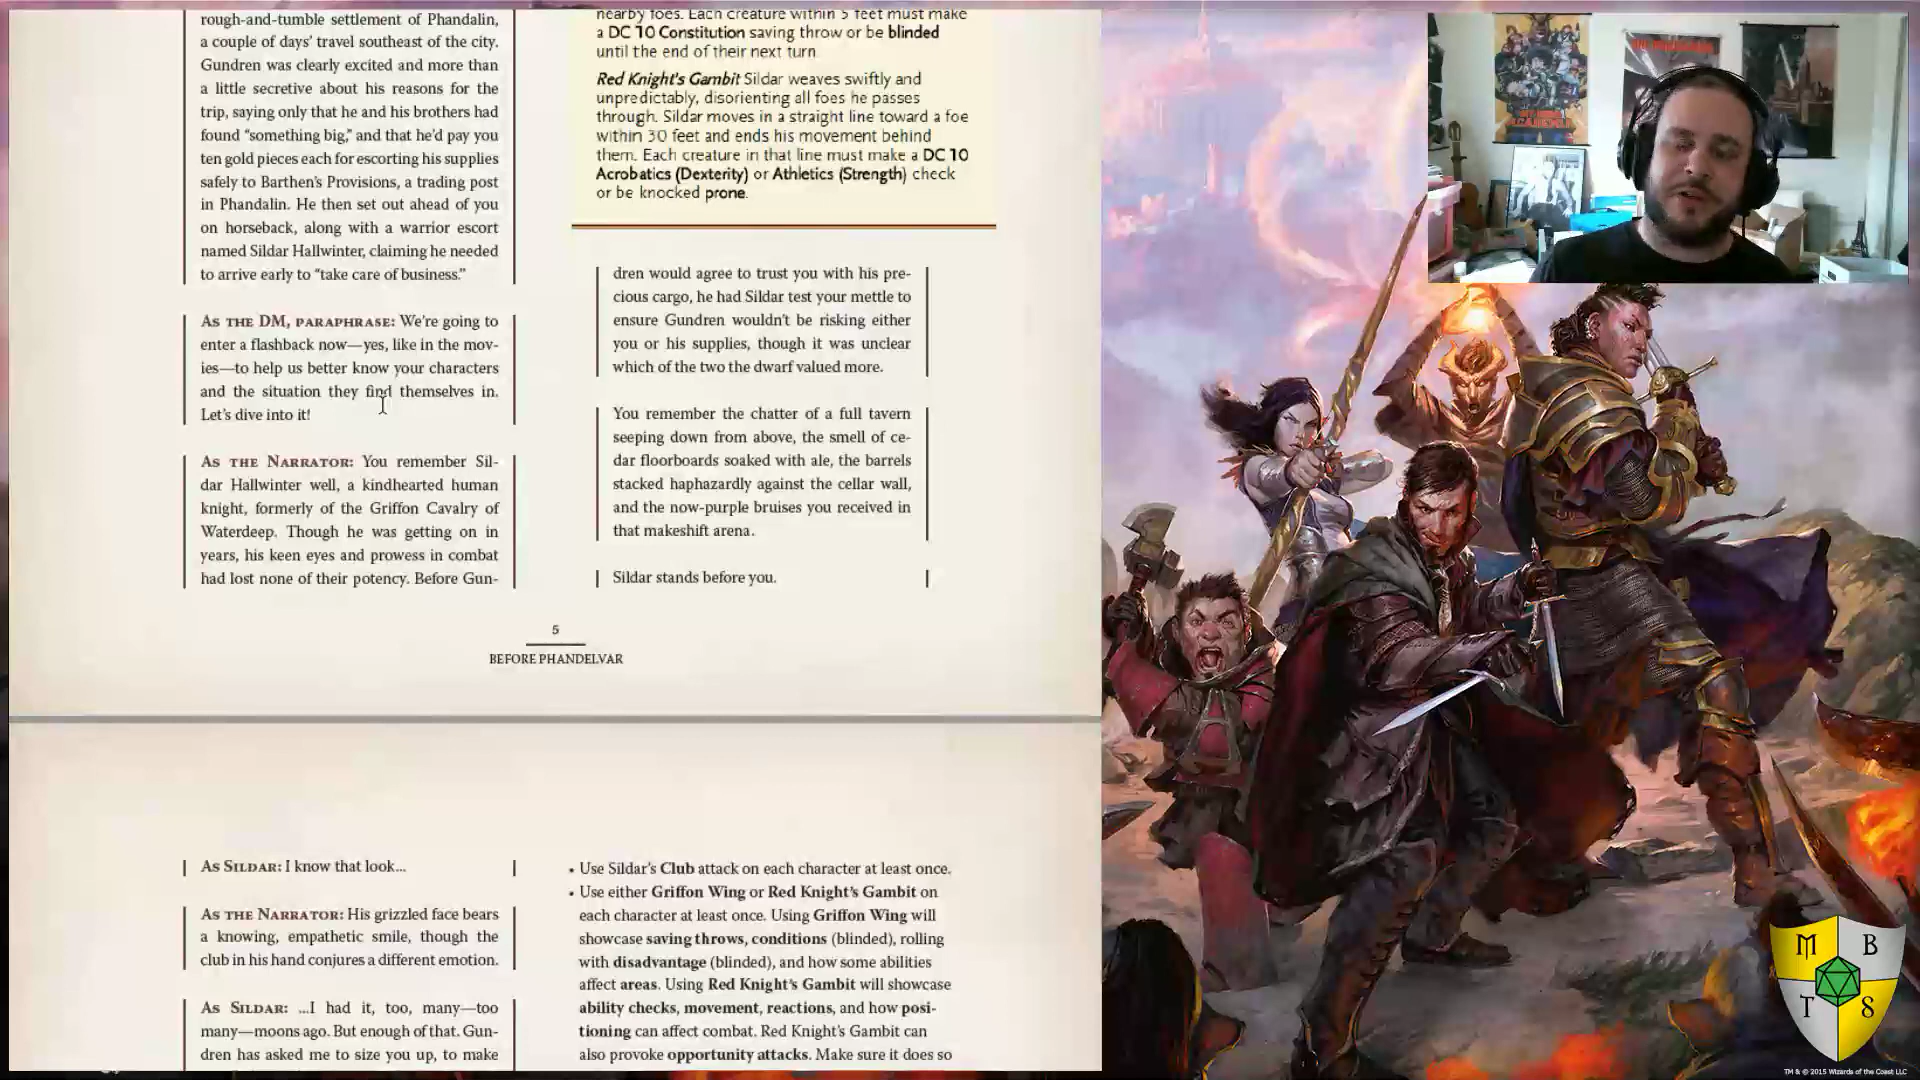 rough-and-tumble settlement of Phandalin,
a couple of days' travel southeast of the city.
Gundren was clearly excited and more than
a little secretive about his reasons for the
trip, saying only that he and his brothers had
found “something big,” and that he'd pay you
ten gold pieces each for escorting his supplies
safely to Barthen's Provisions, a trading post
in Phandalin. He then set out ahead of you
on horseback, along with a warrior escort
named Sildar Hallwinter, claiming he needed
to arrive early to “take care of business.”
As the DM, paraphrase: We're going to
enter a flashback now—yes, like in the mov-
ies—to help us better know your characters
and the situation they find themselves in.
Let's dive into it!
As the Narrator: You remember Sil-
dar Hallwinter well, a kindhearted human
knight, formerly of the Griffon Cavalry of
Waterdeep. Though he was getting on in
years, his keen eyes and prowess in combat
had lost none of their potency. Before Gun-
nearby foes. Each creature within 5 feet must make
a DC 10 Constitution saving throw or be blinded
until the end of their next turn.
Red Knight's Gambit Sildar weaves swiftly and
unpredictably, disorienting all foes he passes
through. Sildar moves in a straight line toward a foe
within 30 feet and ends his movement behind
them. Each creature in that line must make a DC 10
Acrobatics (Dexterity) or Athletics (Strength) check
or be knocked prone.
dren would agree to trust you with his pre-
cious cargo, he had Sildar test your mettle to
ensure Gundren wouldn't be risking either
you or his supplies, though it was unclear
which of the two the dwarf valued more.
You remember the chatter of a full tavern
seeping down from above, the smell of ce-
dar floorboards soaked with ale, the barrels
stacked haphazardly against the cellar wall,
and the now-purple bruises you received in
that makeshift arena.
Sildar stands before you.
5
BEFORE PHANDELVAR
As Sildar: I know that look...
As the Narrator: His grizzled face bears
a knowing, empathetic smile, though the
club in his hand conjures a different emotion.
As Sildar: ...I had it, too, many—too
many—moons ago. But enough of that. Gun-
dren has asked me to size you up, to make
• Use Sildar's Club attack on each character at least once.
• Use either Griffon Wing or Red Knight's Gambit on
each character at least once. Using Griffon Wing will
showcase saving throws, conditions (blinded), rolling
with disadvantage (blinded), and how some abilities
affect areas. Using Red Knight's Gambit will showcase
ability checks, movement, reactions, and how posi-
tioning can affect combat. Red Knight's Gambit can
also provoke opportunity attacks. Make sure it does so
M B
T S
TM & © 2015 Wizards of the Coast LLC